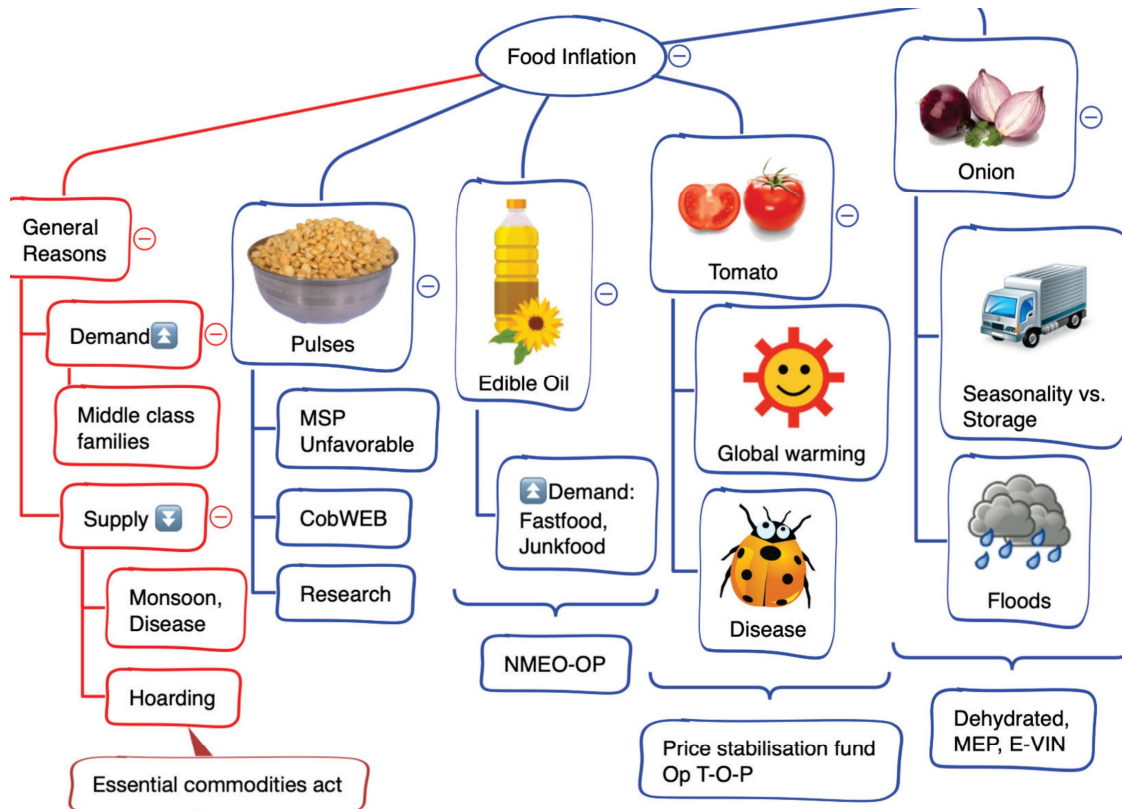 Food Inflation
General
Reasons
Demand
Middle class
families
Supply
Monsoon,
Disease
Hoarding
Essential commodities act
Pulses
MSP
Unfavorable
CobWEB
Research
Edible Oil
Demand:
Fastfood,
Junkfood
NMEO-OP
Tomato
Global warming
Disease
Price stabilisation fund
Op T-O-P
Onion
Seasonality vs.
Storage
Floods
Dehydrated,
MEP, E-VIN